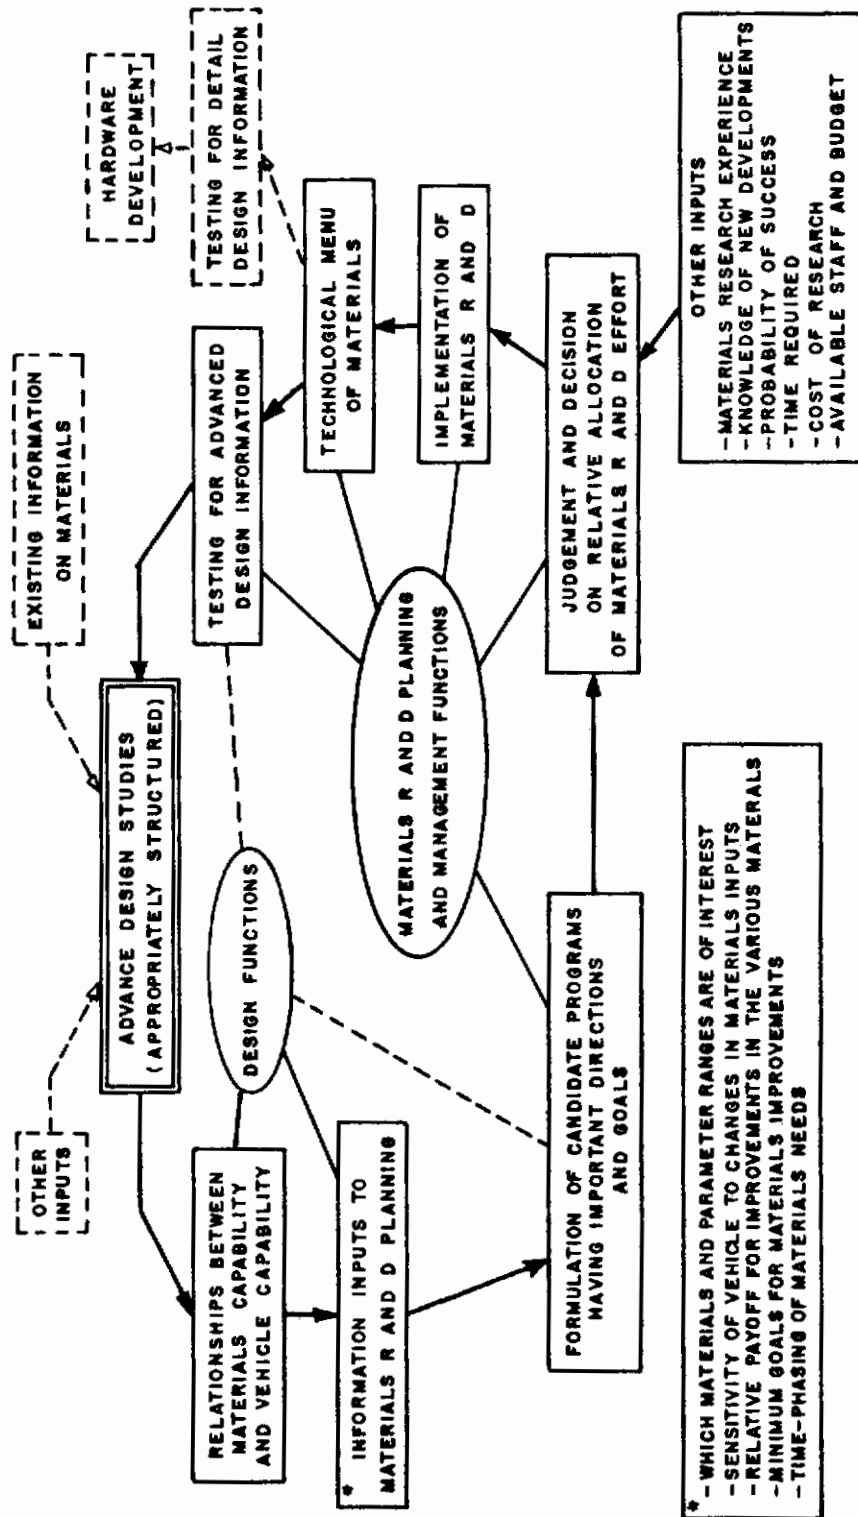 OTHER
INPUTS
EXISTING INFORMATION
ON MATERIALS
HARDWARE
DEVELOPMENT
ADVANCE DESIGN STUDIES
(APPROPRIATELY STRUCTURED)
RELATIONSHIPS BETWEEN
MATERIALS CAPABILITY
AND VEHICLE CAPABILITY
DESIGN FUNCTIONS
TESTING FOR ADVANCED
DESIGN INFORMATION
TESTING FOR DETAIL
DESIGN INFORMATION
* INFORMATION INPUTS TO
MATERIALS R AND D PLANNING
TECHNOLOGICAL MENU
OF MATERIALS
MATERIALS R AND D PLANNING
AND MANAGEMENT FUNCTIONS
IMPLEMENTATION OF
MATERIALS R AND D
FORMULATION OF CANDIDATE PROGRAMS
HAVING IMPORTANT DIRECTIONS
AND GOALS
JUDGEMENT AND DECISION
ON RELATIVE ALLOCATION
OF MATERIALS R AND D EFFORT
* - WHICH MATERIALS AND PARAMETER RANGES ARE OF INTEREST
- SENSITIVITY OF VEHICLE TO CHANGES IN MATERIALS INPUTS
- RELATIVE PAYOFF FOR IMPROVEMENTS IN THE VARIOUS MATERIALS
- MINIMUM GOALS FOR MATERIALS IMPROVEMENTS
- TIME-PHASING OF MATERIALS NEEDS
OTHER INPUTS
- MATERIALS RESEARCH EXPERIENCE
- KNOWLEDGE OF NEW DEVELOPMENTS
- PROBABILITY OF SUCCESS
- TIME REQUIRED
- COST OF RESEARCH
- AVAILABLE STAFF AND BUDGET